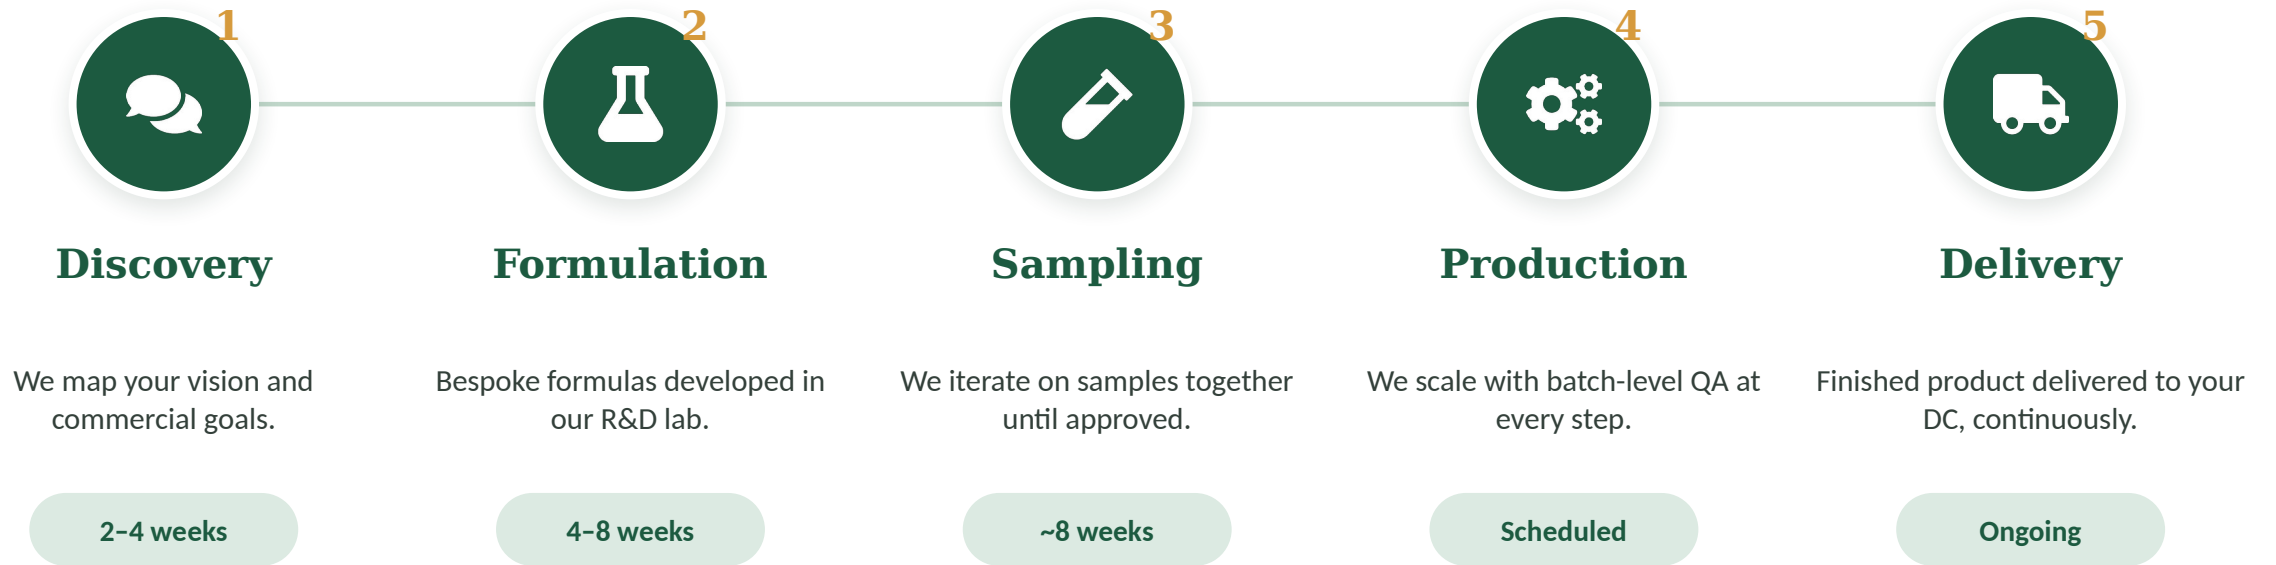 1
Discovery
We map your vision and
commercial goals.
2–4 weeks
2
Formulation
Bespoke formulas developed in
our R&D lab.
4–8 weeks
3
Sampling
We iterate on samples together
until approved.
~8 weeks
4
Production
We scale with batch-level QA at
every step.
Scheduled
5
Delivery
Finished product delivered to your
DC, continuously.
Ongoing